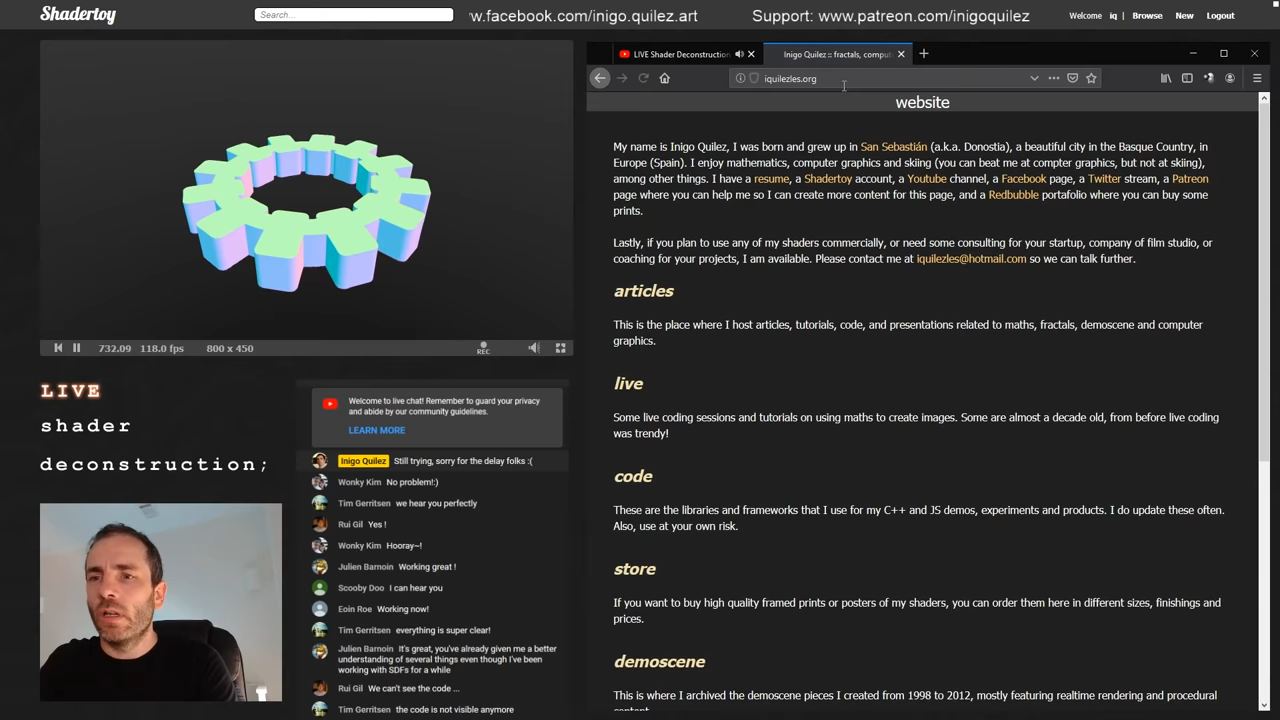 Shadertoy
Search...
w.facebook.com/inigo.quilez.art
Support: www.patreon.com/inigoquilez
Welcome iq | Browse New Logout
LIVE Shader Deconstruction
Inigo Quilez :: fractals, comput
iquilezles.org
website
My name is Inigo Quilez, I was born and grew up in San Sebastián (a.k.a. Donostia), a beautiful city in the Basque Country, in
Europe (Spain). I enjoy mathematics, computer graphics and skiing (you can beat me at compter graphics, but not at skiing),
among other things. I have a resume, a Shadertoy account, a Youtube channel, a Facebook page, a Twitter stream, a Patreon
page where you can help me so I can create more content for this page, and a Redbubble portafolio where you can buy some
prints.
Lastly, if you plan to use any of my shaders commercially, or need some consulting for your startup, company of film studio, or
coaching for your projects, I am available. Please contact me at iquilezles@hotmail.com so we can talk further.
articles
This is the place where I host articles, tutorials, code, and presentations related to maths, fractals, demoscene and computer
graphics.
live
Some live coding sessions and tutorials on using maths to create images. Some are almost a decade old, from before live coding
was trendy!
code
These are the libraries and frameworks that I use for my C++ and JS demos, experiments and products. I do update these often.
Also, use at your own risk.
store
If you want to buy high quality framed prints or posters of my shaders, you can order them here in different sizes, finishings and
prices.
demoscene
This is where I archived the demoscene pieces I created from 1998 to 2012, mostly featuring realtime rendering and procedural
content.
732.09 118.0 fps 800 x 450
REC
LIVE
shader
deconstruction;
Welcome to live chat! Remember to guard your privacy
and abide by our community guidelines.
LEARN MORE
Inigo Quilez Still trying, sorry for the delay folks :(
Wonky Kim No problem!:)
Tim Gerritsen we hear you perfectly
Rui Gil Yes !
Wonky Kim Hooray~!
Julien Barnoin Working great !
Scooby Doo I can hear you
Eoin Roe Working now!
Tim Gerritsen everything is super clear!
Julien Barnoin It's great, you've already given me a better
understanding of several things even though I've been
working with SDFs for a while
Rui Gil We can't see the code ...
Tim Gerritsen the code is not visible anymore